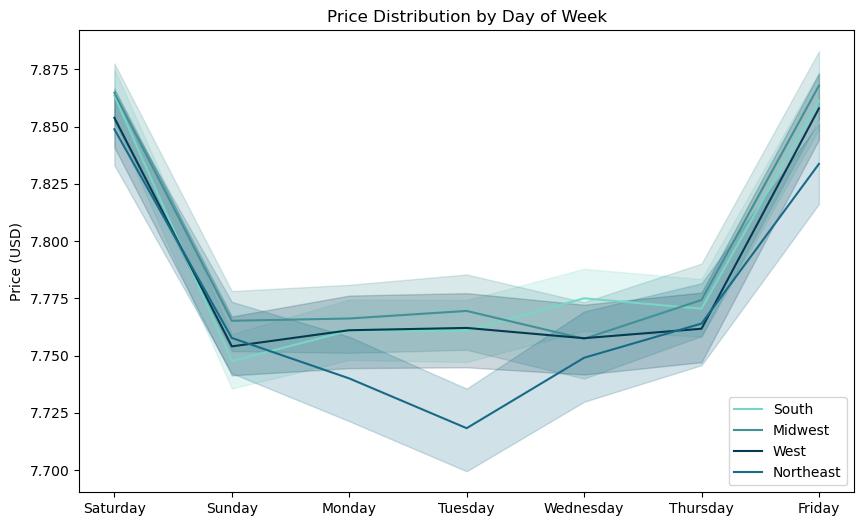 Price Distribution by Day of Week
Price (USD)
7.875
7.850
7.825
7.800
7.775
7.750
7.725
7.700
Saturday Sunday Monday Tuesday Wednesday Thursday Friday
South
Midwest
West
Northeast